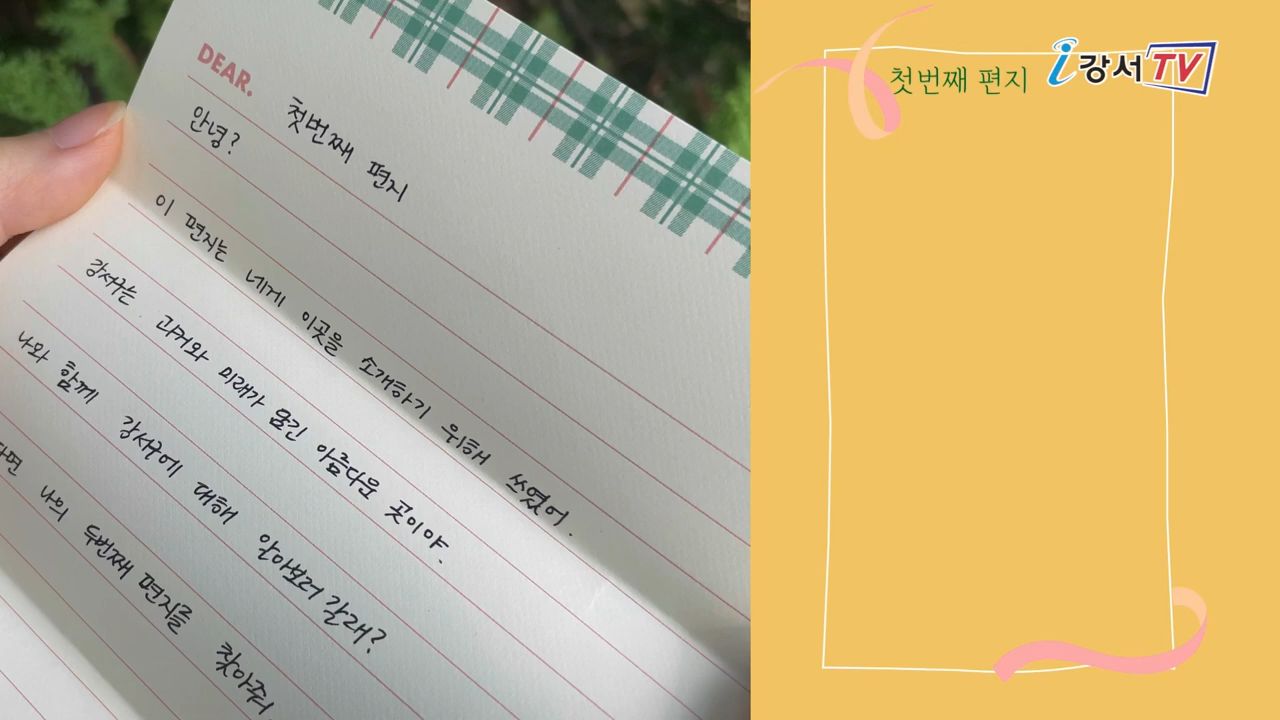 DEAR.
첫번째 편지
안녕?
이 편지는 네게 이곳을 소개하기 위해 쓰였어.
강서구는 과거와 미래가 옮긴 아름다운 곳이야.
나와 함께 강서구에 대해 알아보러 갈래?
나의 두번째 편지를 찾아줘.
첫번째 편지
i강서TV